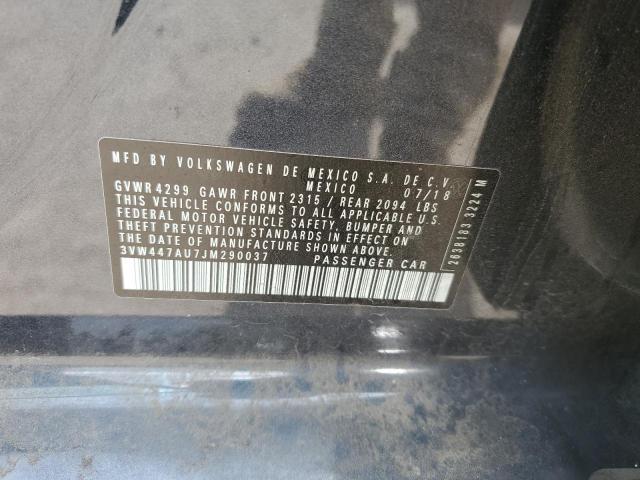 MFD BY VOLKSWAGEN DE MEXICO S.A. DE C.V.
MEXICO 07/18
GVWR 4299 GAWR FRONT 2315 / REAR 2094 LBS
THIS VEHICLE CONFORMS TO ALL APPLICABLE U.S.
FEDERAL MOTOR VEHICLE SAFETY, BUMPER AND
THEFT PREVENTION STANDARDS IN EFFECT ON
THE DATE OF MANUFACTURE SHOWN ABOVE.
3VW447AU7JM290037 PASSENGER CAR
2638103 3224 M